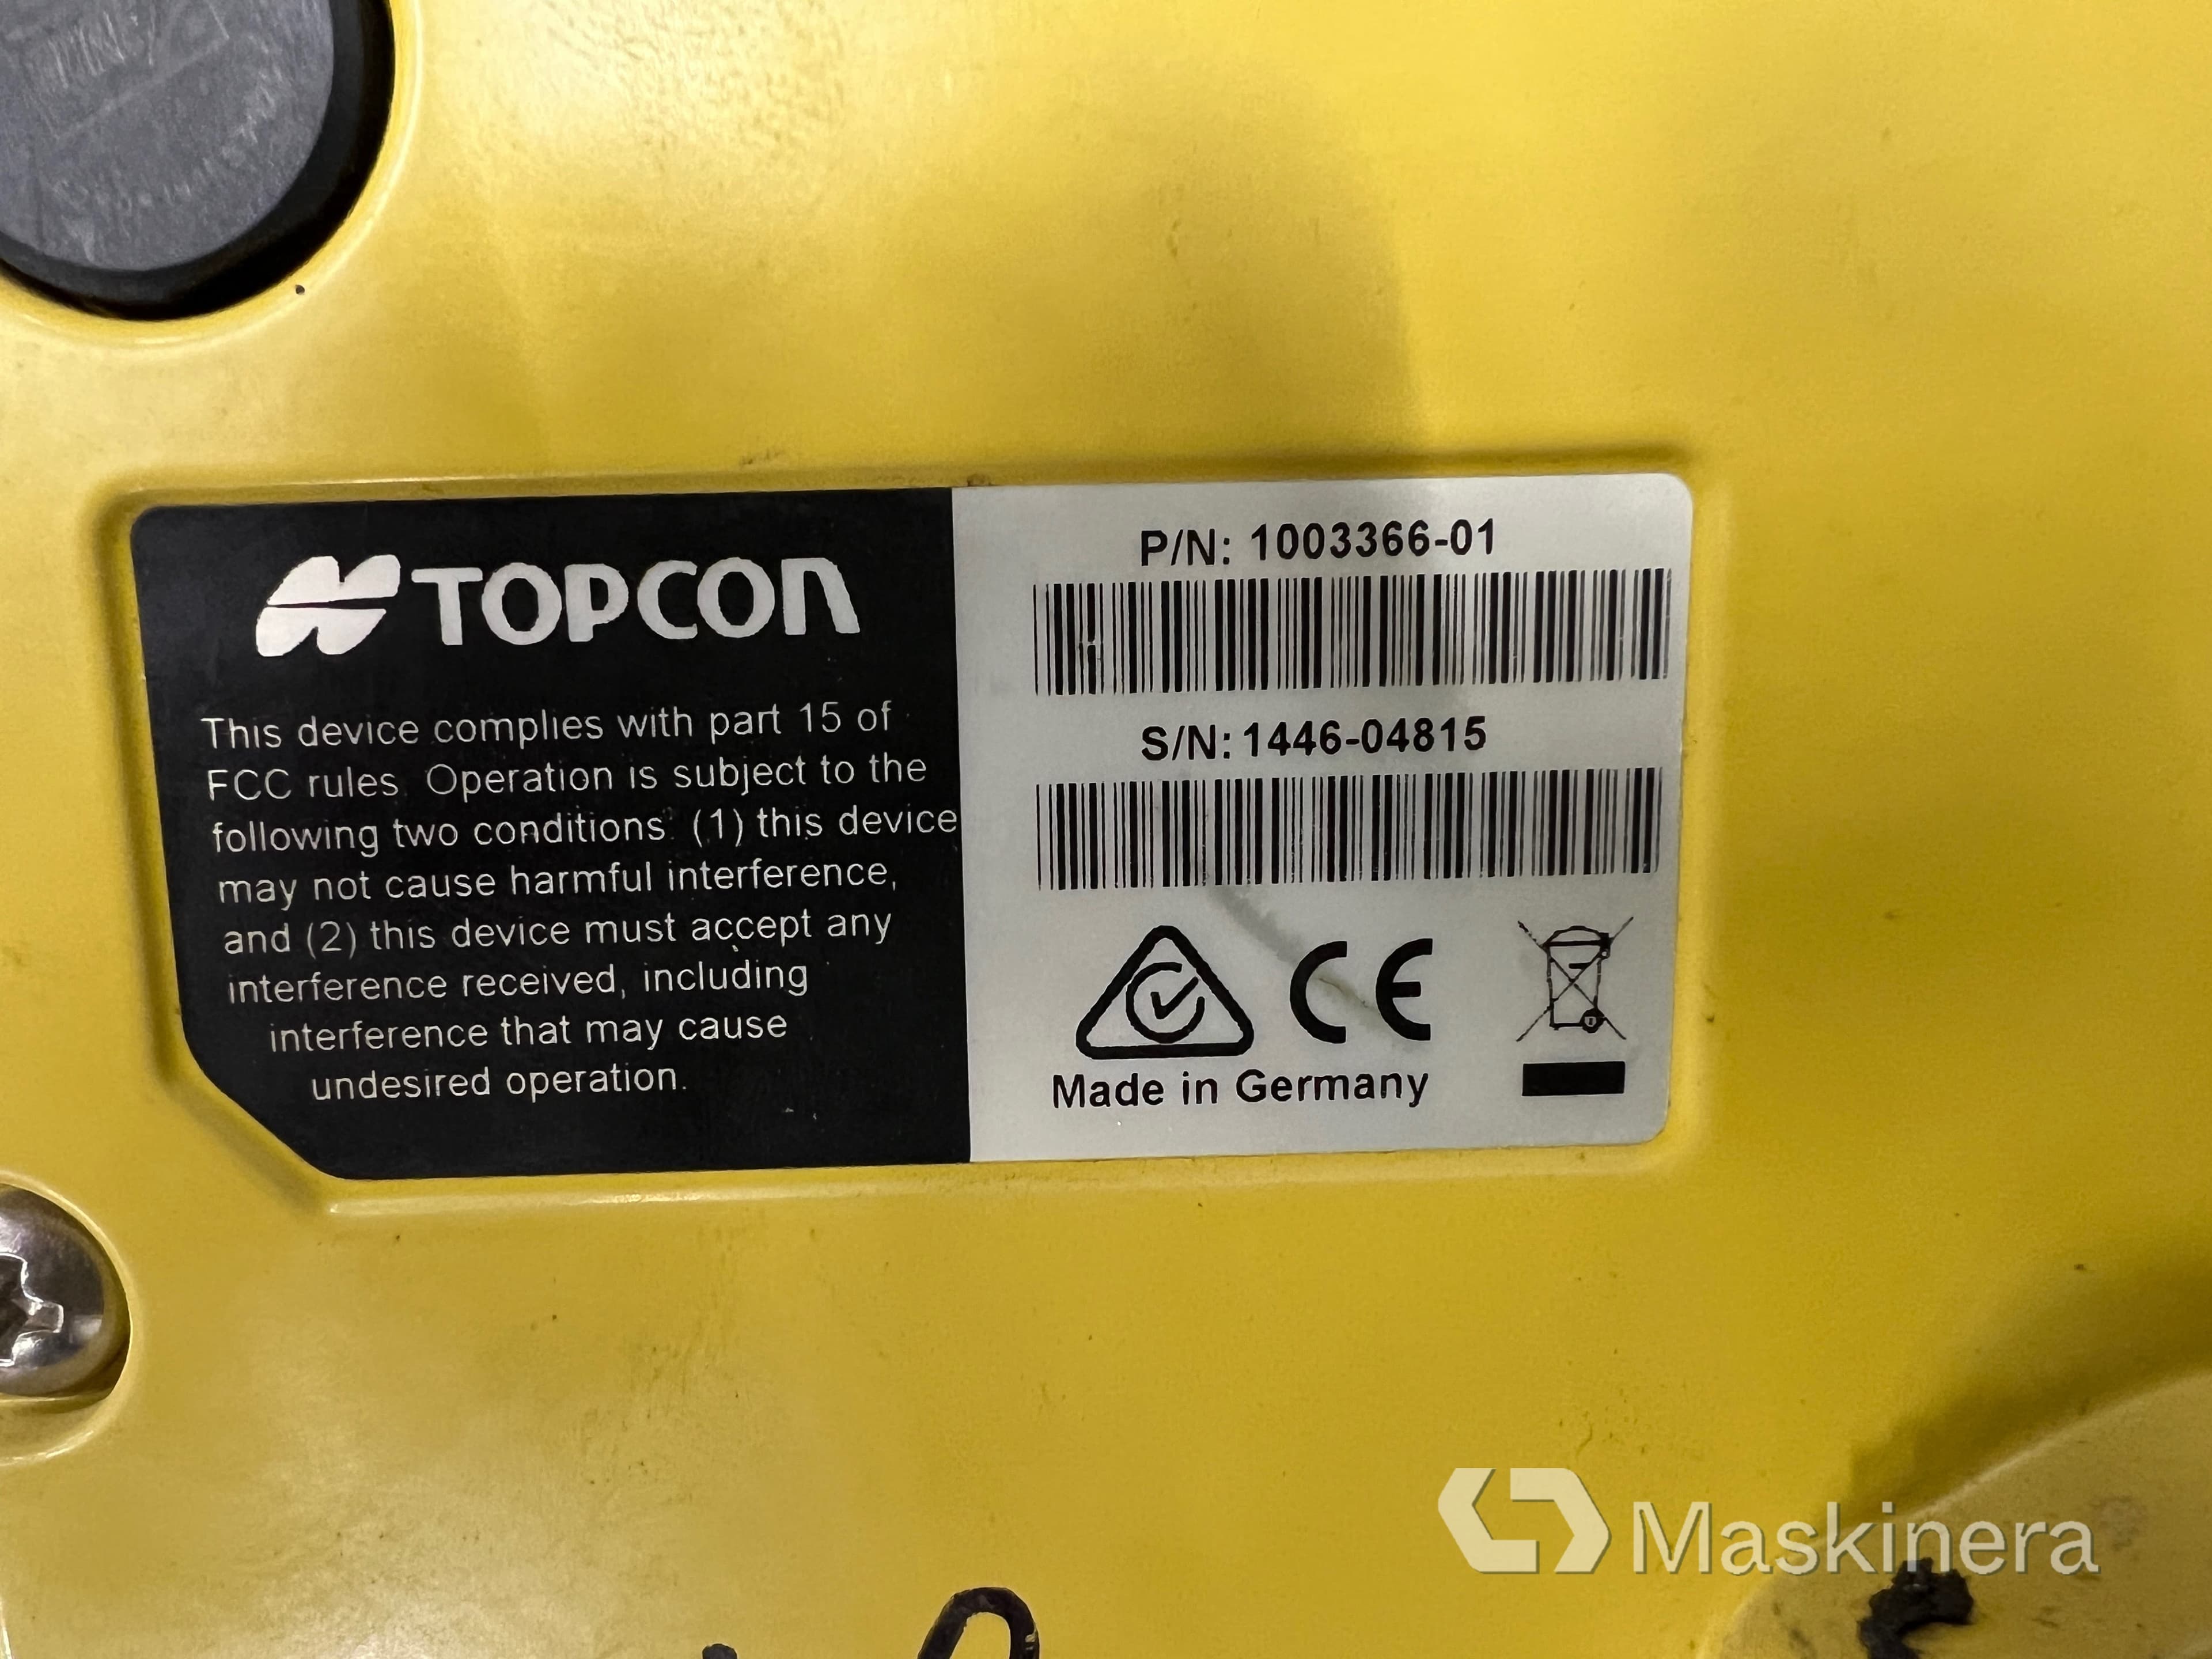 TOPCON
This device complies with part 15 of
FCC rules. Operation is subject to the
following two conditions: (1) this device
may not cause harmful interference,
and (2) this device must accept any
interference received, including
interference that may cause
undesired operation.
P/N: 1003366-01
S/N: 1446-04815
CE
Made in Germany
Maskinera